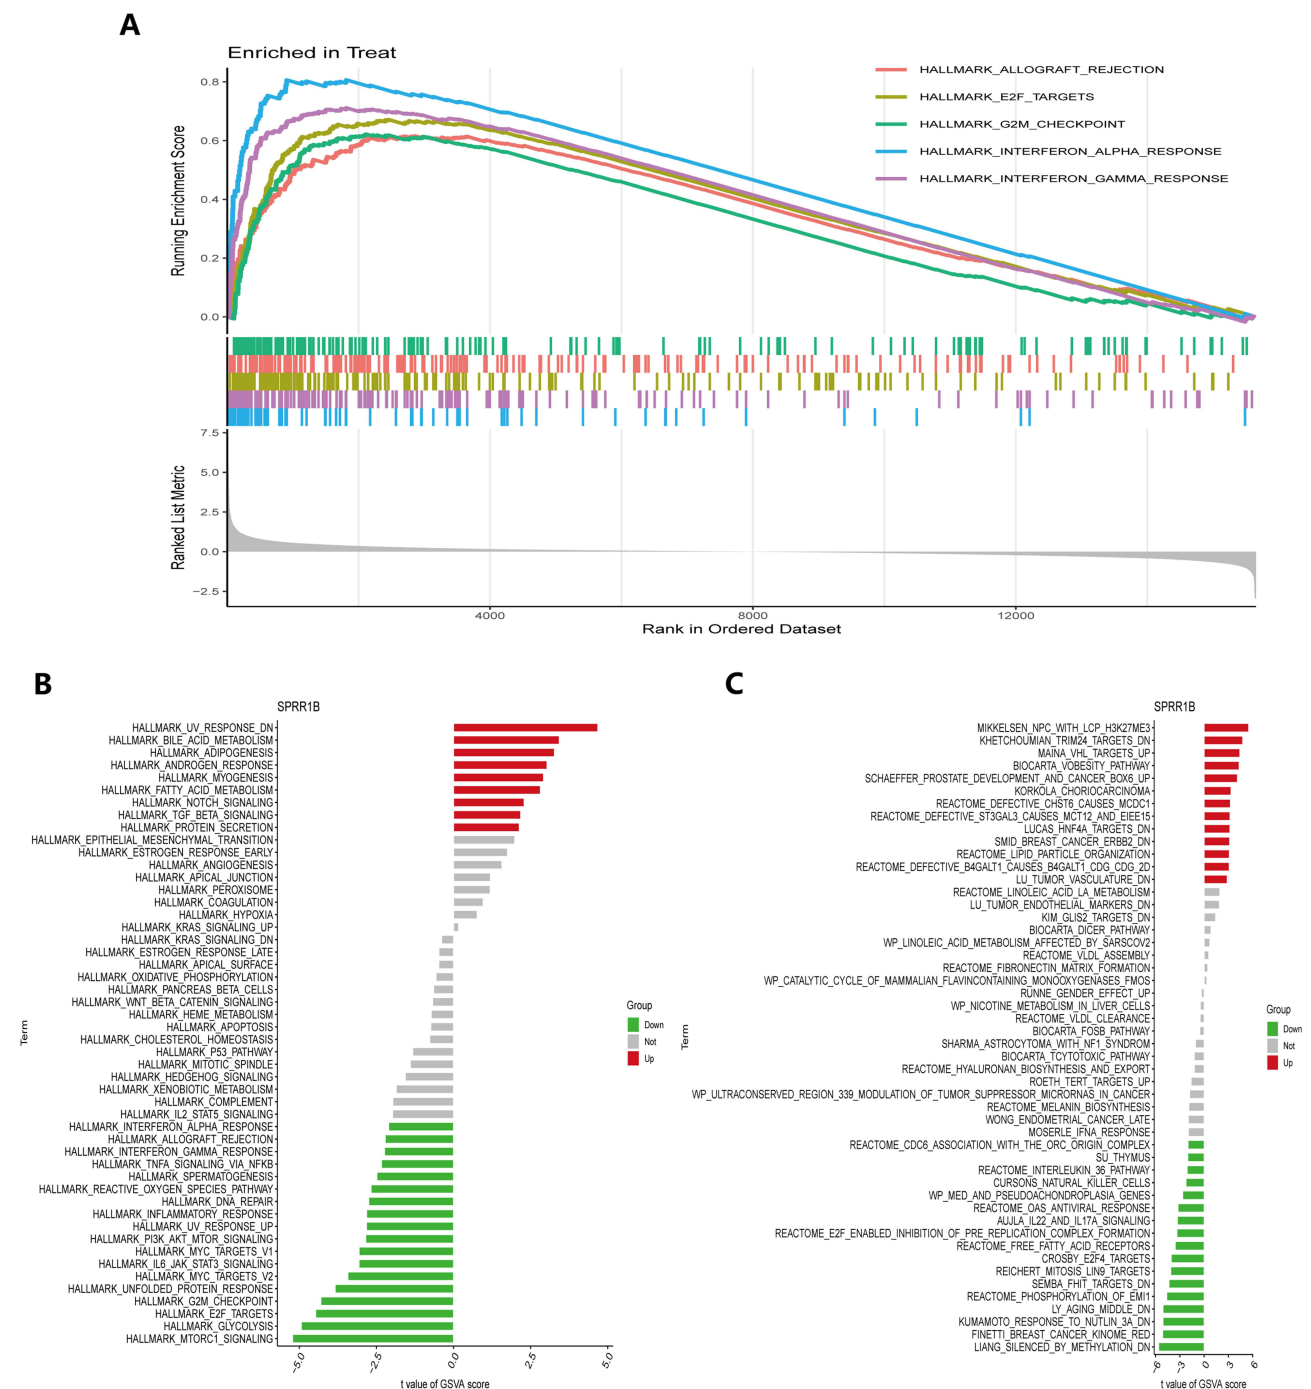 A
Enriched in Treat
HALLMARK_ALLOGRAFT_REJECTION
HALLMARK_E2F_TARGETS
HALLMARK_G2M_CHECKPOINT
HALLMARK_INTERFERON_ALPHA_RESPONSE
HALLMARK_INTERFERON_GAMMA_RESPONSE
Running Enrichment Score
0.8
0.6
0.4
0.2
0.0
Ranked List Metric
7.5
5.0
2.5
0.0
−2.5
4000
8000
12000
Rank in Ordered Dataset
B
SPRR1B
Term
HALLMARK_UV_RESPONSE_DN
HALLMARK_BILE_ACID_METABOLISM
HALLMARK_ADIPOGENESIS
HALLMARK_ANDROGEN_RESPONSE
HALLMARK_MYOGENESIS
HALLMARK_FATTY_ACID_METABOLISM
HALLMARK_NOTCH_SIGNALING
HALLMARK_TGF_BETA_SIGNALING
HALLMARK_PROTEIN_SECRETION
HALLMARK_EPITHELIAL_MESENCHYMAL_TRANSITION
HALLMARK_ESTROGEN_RESPONSE_EARLY
HALLMARK_ANGIOGENESIS
HALLMARK_APICAL_JUNCTION
HALLMARK_PEROXISOME
HALLMARK_COAGULATION
HALLMARK_HYPOXIA
HALLMARK_KRAS_SIGNALING_UP
HALLMARK_KRAS_SIGNALING_DN
HALLMARK_ESTROGEN_RESPONSE_LATE
HALLMARK_APICAL_SURFACE
HALLMARK_OXIDATIVE_PHOSPHORYLATION
HALLMARK_PANCREAS_BETA_CELLS
HALLMARK_WNT_BETA_CATENIN_SIGNALING
HALLMARK_HEME_METABOLISM
HALLMARK_APOPTOSIS
HALLMARK_CHOLESTEROL_HOMEOSTASIS
HALLMARK_P53_PATHWAY
HALLMARK_MITOTIC_SPINDLE
HALLMARK_HEDGEHOG_SIGNALING
HALLMARK_XENOBIOTIC_METABOLISM
HALLMARK_COMPLEMENT
HALLMARK_IL2_STAT5_SIGNALING
HALLMARK_INTERFERON_ALPHA_RESPONSE
HALLMARK_ALLOGRAFT_REJECTION
HALLMARK_INTERFERON_GAMMA_RESPONSE
HALLMARK_TNFA_SIGNALING_VIA_NFKB
HALLMARK_SPERMATOGENESIS
HALLMARK_REACTIVE_OXYGEN_SPECIES_PATHWAY
HALLMARK_DNA_REPAIR
HALLMARK_INFLAMMATORY_RESPONSE
HALLMARK_UV_RESPONSE_UP
HALLMARK_PI3K_AKT_MTOR_SIGNALING
HALLMARK_MYC_TARGETS_V1
HALLMARK_IL6_JAK_STAT3_SIGNALING
HALLMARK_MYC_TARGETS_V2
HALLMARK_UNFOLDED_PROTEIN_RESPONSE
HALLMARK_G2M_CHECKPOINT
HALLMARK_E2F_TARGETS
HALLMARK_GLYCOLYSIS
HALLMARK_MTORC1_SIGNALING
-5.0
-2.5
0.0
2.5
5.0
t value of GSVA score
Group
Down
Not
Up
C
SPRR1B
Term
MIKKELSEN_NPC_WITH_LCP_H3K27ME3
KHETCHOUMIAN_TRIM24_TARGETS_DN
MAINA_VHL_TARGETS_UP
BIOCARTA_VOBESITY_PATHWAY
SCHAEFFER_PROSTATE_DEVELOPMENT_AND_CANCER_BOX6_UP
KORKOLA_CHORIOCARCINOMA
REACTOME_DEFECTIVE_CHST6_CAUSES_MCDC1
REACTOME_DEFECTIVE_ST3GAL3_CAUSES_MCT12_AND_EIEE15
LUCAS_HNF4A_TARGETS_DN
SMID_BREAST_CANCER_ERBB2_DN
REACTOME_LIPID_PARTICLE_ORGANIZATION
REACTOME_DEFECTIVE_B4GALT1_CAUSES_B4GALT1_CDG_CDG_2D
LU_TUMOR_VASCULATURE_DN
REACTOME_LINOLEIC_ACID_LA_METABOLISM
LU_TUMOR_ENDOTHELIAL_MARKERS_DN
KIM_GLIS2_TARGETS_DN
BIOCARTA_DICER_PATHWAY
WP_LINOLEIC_ACID_METABOLISM_AFFECTED_BY_SARSCOV2
REACTOME_VLDL_ASSEMBLY
REACTOME_FIBRONECTIN_MATRIX_FORMATION
WP_CATALYTIC_CYCLE_OF_MAMMALIAN_FLAVINCONTAINING_MONOOXYGENASES_FMOS
RUNNE_GENDER_EFFECT_UP
WP_NICOTINE_METABOLISM_IN_LIVER_CELLS
REACTOME_VLDL_CLEARANCE
BIOCARTA_FOSB_PATHWAY
SHARMA_ASTROCYTOMA_WITH_NF1_SYNDROM
BIOCARTA_TCYTOTOXIC_PATHWAY
REACTOME_HYALURONAN_BIOSYNTHESIS_AND_EXPORT
ROETH_TERT_TARGETS_UP
WP_ULTRACONSERVED_REGION_339_MODULATION_OF_TUMOR_SUPPRESSOR_MICRORNAS_IN_CANCER
REACTOME_MELANIN_BIOSYNTHESIS
WONG_ENDOMETRIAL_CANCER_LATE
MOSERLE_IFNA_RESPONSE
REACTOME_CDC6_ASSOCIATION_WITH_THE_ORC_ORIGIN_COMPLEX
SU_THYMUS
REACTOME_INTERLEUKIN_36_PATHWAY
CURSONS_NATURAL_KILLER_CELLS
WP_MED_AND_PSEUDOACHONDROPLASIA_GENES
REACTOME_OAS_ANTIVIRAL_RESPONSE
AUJLA_IL22_AND_IL17A_SIGNALING
REACTOME_E2F_ENABLED_INHIBITION_OF_PRE_REPLICATION_COMPLEX_FORMATION
REACTOME_FREE_FATTY_ACID_RECEPTORS
CROSBY_E2F4_TARGETS
REICHERT_MITOSIS_LIN9_TARGETS
SEMBA_FHIT_TARGETS_DN
REACTOME_PHOSPHORYLATION_OF_EMI1
LY_AGING_MIDDLE_DN
KUMAMOTO_RESPONSE_TO_NUTLIN_3A_DN
FINETTI_BREAST_CANCER_KINOME_RED
LIANG_SILENCED_BY_METHYLATION_DN
-6
-3
0
3
6
t value of GSVA score
Group
Down
Not
Up